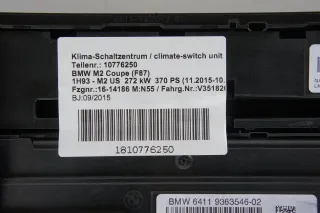 Klima-Schaltzentrum / climate-switch unit
Teilenr.: 10776250
BMW M2 Coupe (F87)
1H93 - M2 US 272 kW 370 PS (11.2015-10.
Fzgnr.:16-14186 M:N55 / Fahrg.Nr.:V35182
BJ:09/2015
1810776250
BMW 6411 9363546-02